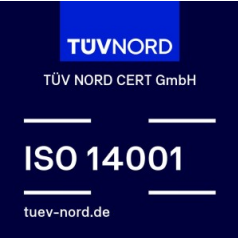 TÜVNORD
TÜV NORD CERT GmbH
ISO 14001
tuev-nord.de